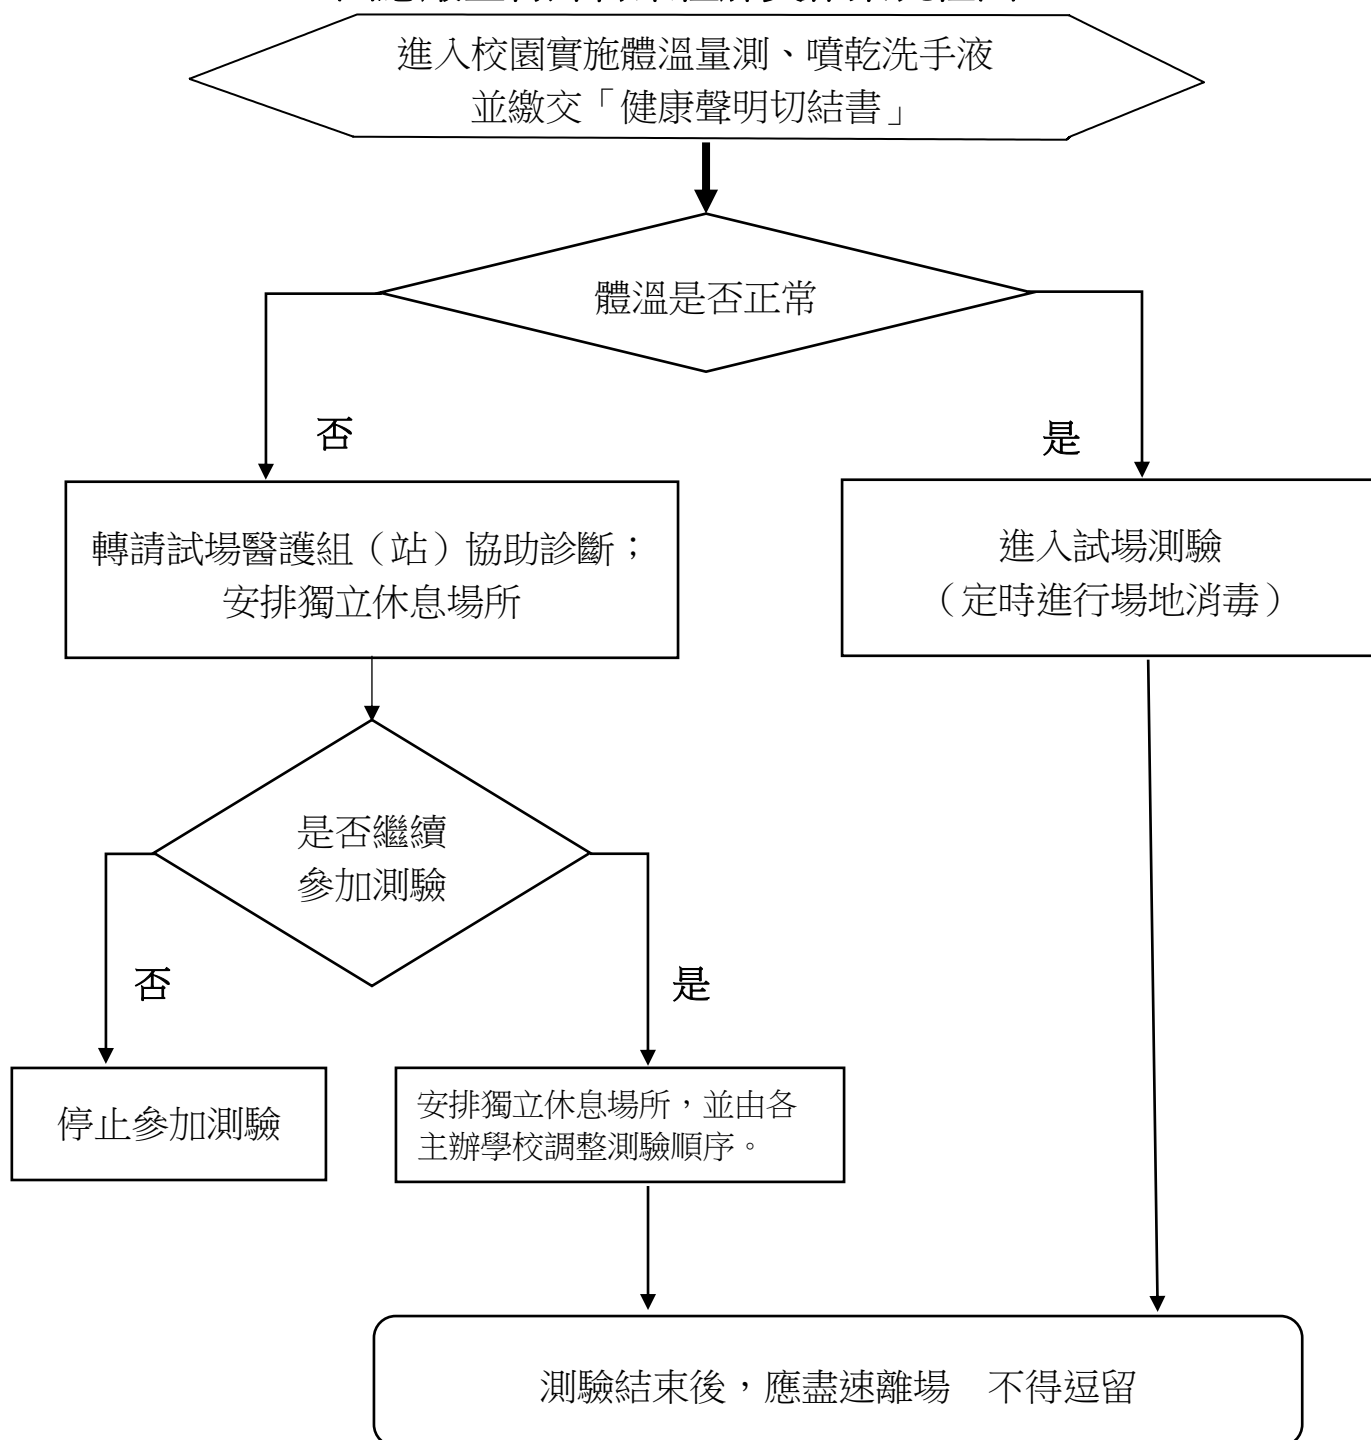 進入校園實施體溫量測、噴乾洗手液
並繳交「健康聲明切結書」
體溫是否正常
否
是
轉請試場醫護組（站）協助診斷；
安排獨立休息場所
進入試場測驗
（定時進行場地消毒）
是否繼續
參加測驗
否
是
停止參加測驗
安排獨立休息場所，並由各
主辦學校調整測驗順序。
測驗結束後，應盡速離場　不得逗留